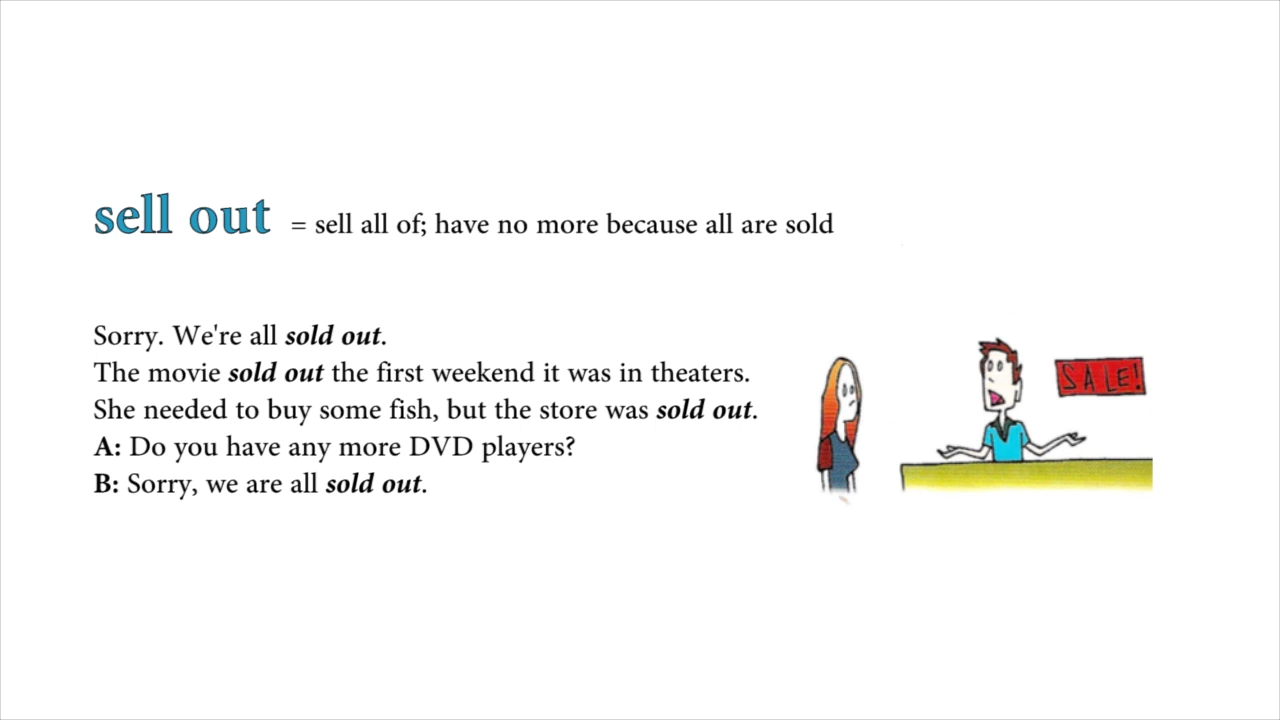 sell out = sell all of; have no more because all are sold
Sorry. We're all sold out.
The movie sold out the first weekend it was in theaters.
She needed to buy some fish, but the store was sold out.
A: Do you have any more DVD players?
B: Sorry, we are all sold out.
SALE!